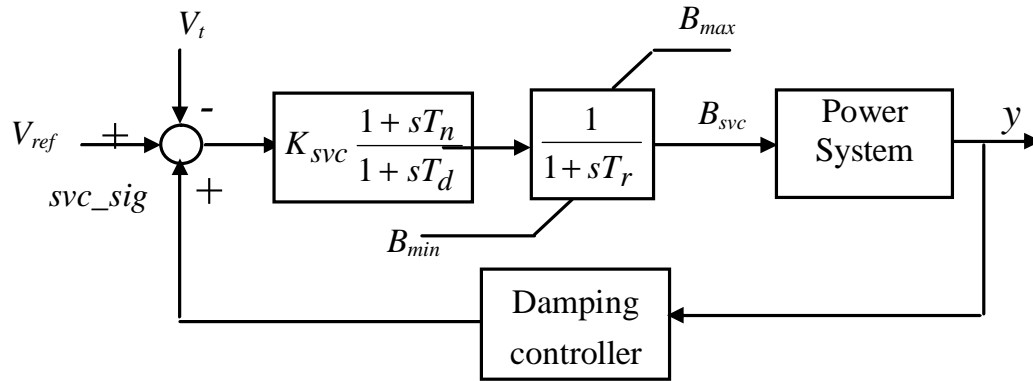 V_t
B_max
V_ref
+
-
+
svc_sig
K_svc (1 + sT_n)/(1 + sT_d)
1/(1 + sT_r)
B_svc
Power
System
y
B_min
Damping
controller